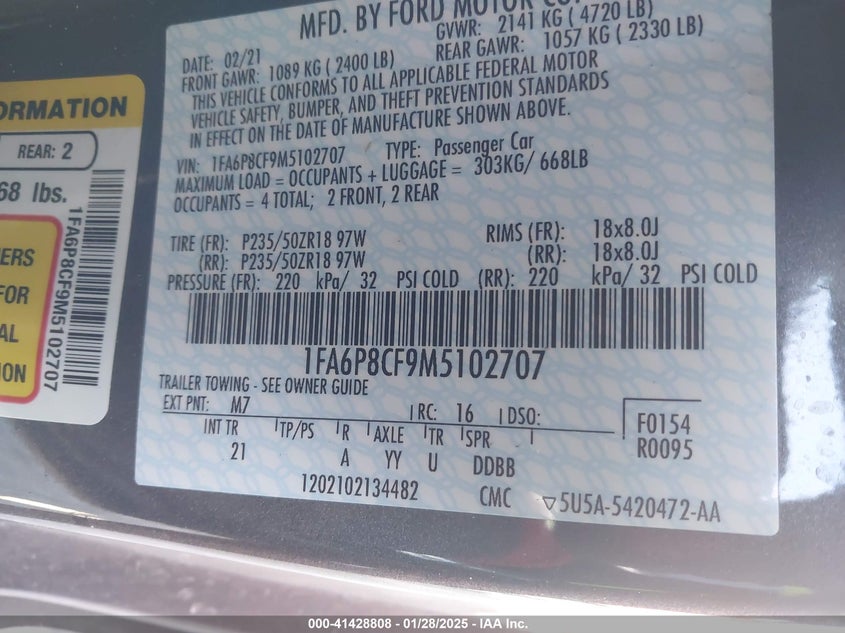 MFD. BY FORD MOTOR CO.
DATE: 02/21 GVWR: 2141 KG ( 4720 LB)
FRONT GAWR: 1089 KG ( 2400 LB) REAR GAWR: 1057 KG ( 2330 LB)
THIS VEHICLE CONFORMS TO ALL APPLICABLE FEDERAL MOTOR
VEHICLE SAFETY, BUMPER, AND THEFT PREVENTION STANDARDS
IN EFFECT ON THE DATE OF MANUFACTURE SHOWN ABOVE.
VIN: 1FA6P8CF9M5102707 TYPE: Passenger Car
MAXIMUM LOAD = OCCUPANTS + LUGGAGE = 303KG/ 668LB
OCCUPANTS = 4 TOTAL; 2 FRONT, 2 REAR
TIRE (FR): P235/50ZR18 97W RIMS (FR): 18x8.0J
(RR): P235/50ZR18 97W (RR): 18x8.0J
PRESSURE (FR): 220 kPa/ 32 PSI COLD (RR): 220 kPa/ 32 PSI COLD
1FA6P8CF9M5102707
TRAILER TOWING - SEE OWNER GUIDE
EXT PNT: M7 RC: 16 DSO:
F0154
R0095
INT TR TP/PS R AXLE TR SPR
21 A YY U DDBB
1202102134482 CMC ▽5U5A-5420472-AA
ORMATION
REAR: 2
68 lbs.
1FA6P8CF9M5102707
ERS
FOR
AL
ION
000-41428808 - 01/28/2025 - IAA Inc.